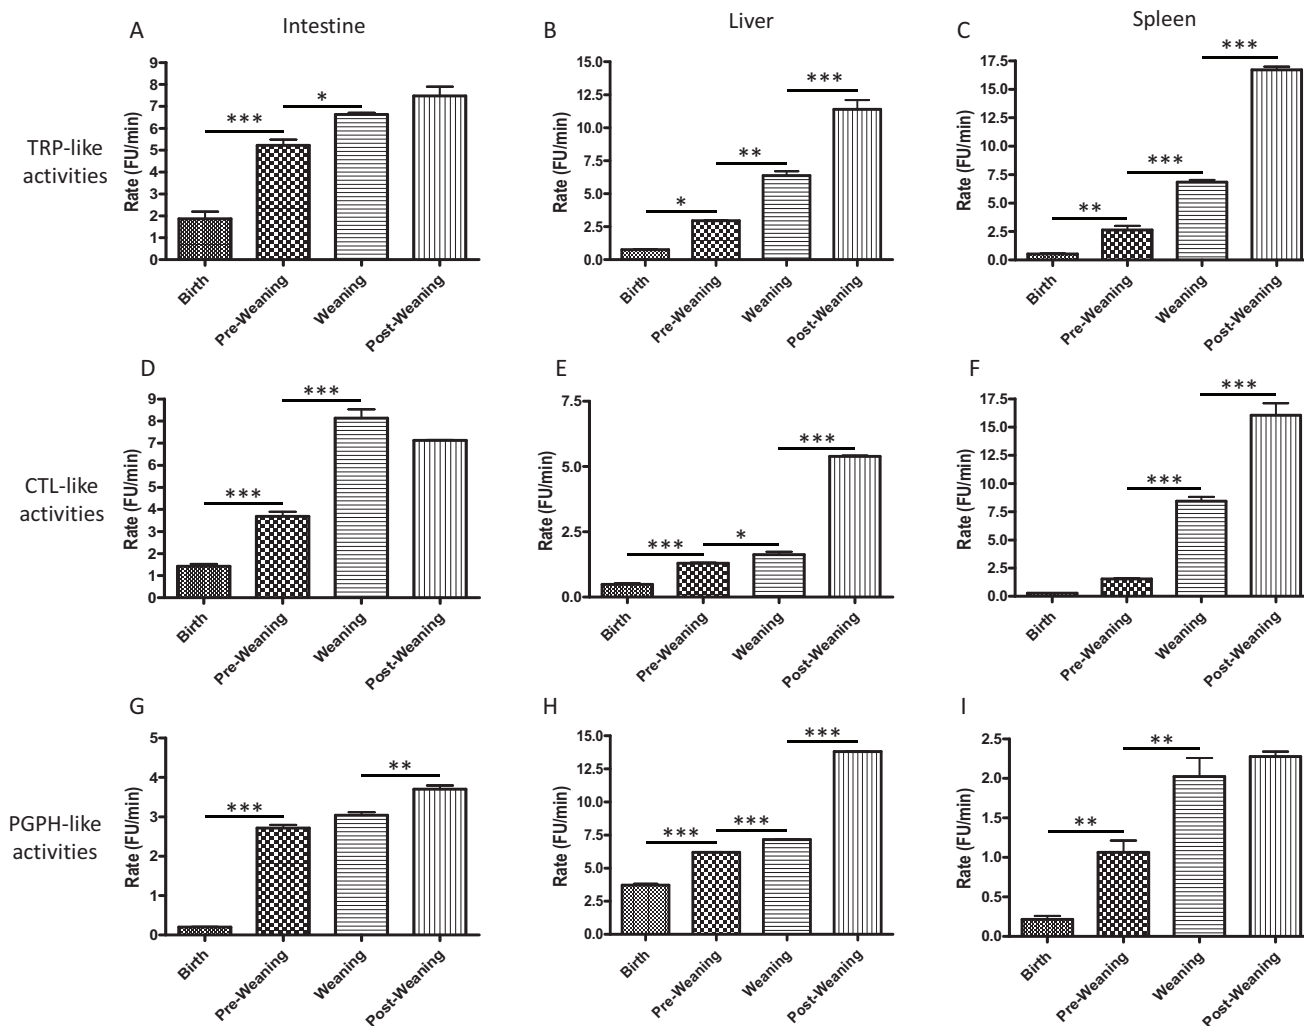 Intestine
Liver
Spleen
TRP-like
activities
A
Rate (FU/min)
9
8
7
6
5
4
3
2
1
0
***
*
Birth
Pre-Weaning
Weaning
Post-Weaning
B
Rate (FU/min)
15.0
12.5
10.0
7.5
5.0
2.5
0.0
*
**
***
Birth
Pre-Weaning
Weaning
Post-Weaning
C
Rate (FU/min)
17.5
15.0
12.5
10.0
7.5
5.0
2.5
0.0
**
***
***
Birth
Pre-Weaning
Weaning
Post-Weaning
CTL-like
activities
D
Rate (FU/min)
9
8
7
6
5
4
3
2
1
0
***
***
Birth
Pre-Weaning
Weaning
Post-Weaning
E
Rate (FU/min)
7.5
5.0
2.5
0.0
***
*
***
Birth
Pre-Weaning
Weaning
Post-Weaning
F
Rate (FU/min)
17.5
15.0
12.5
10.0
7.5
5.0
2.5
0.0
***
***
Birth
Pre-Weaning
Weaning
Post-Weaning
PGPH-like
activities
G
Rate (FU/min)
5
4
3
2
1
0
***
**
Birth
Pre-Weaning
Weaning
Post-Weaning
H
Rate (FU/min)
15.0
12.5
10.0
7.5
5.0
2.5
0.0
***
***
***
Birth
Pre-Weaning
Weaning
Post-Weaning
I
Rate (FU/min)
2.5
2.0
1.5
1.0
0.5
0.0
**
**
Birth
Pre-Weaning
Weaning
Post-Weaning